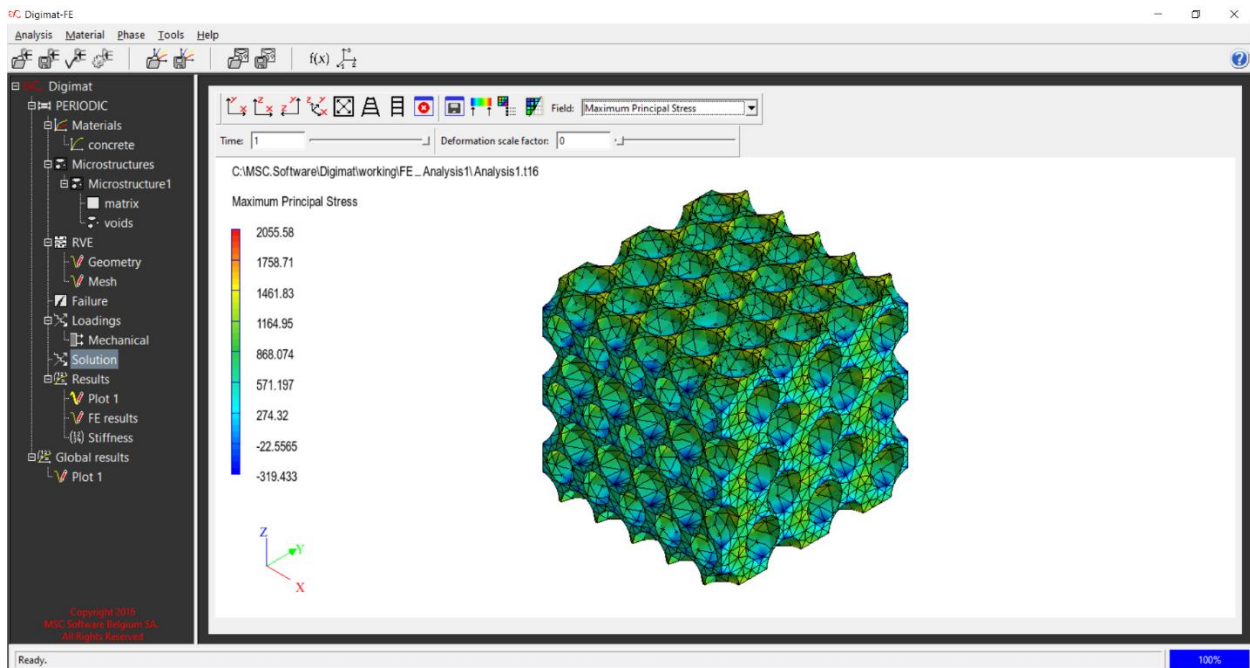 Digimat-FE
Analysis Material Phase Tools Help
f(x)
Digimat
PERIODIC
Materials
concrete
Microstructures
Microstructure1
matrix
voids
RVE
Geometry
Mesh
Failure
Loadings
Mechanical
Solution
Results
Plot 1
FE results
Stiffness
Global results
Plot 1
Copyright 2016
MSC Software Belgium SA.
All Rights Reserved
Field: Maximum Principal Stress
Time: 1 Deformation scale factor: 0
C:\MSC.Software\Digimat\working\FE_Analysis1\Analysis1.t16
Maximum Principal Stress
2055.58
1758.71
1461.83
1164.95
868.074
571.197
274.32
-22.5565
-319.433
Z
Y
X
Ready. 100%